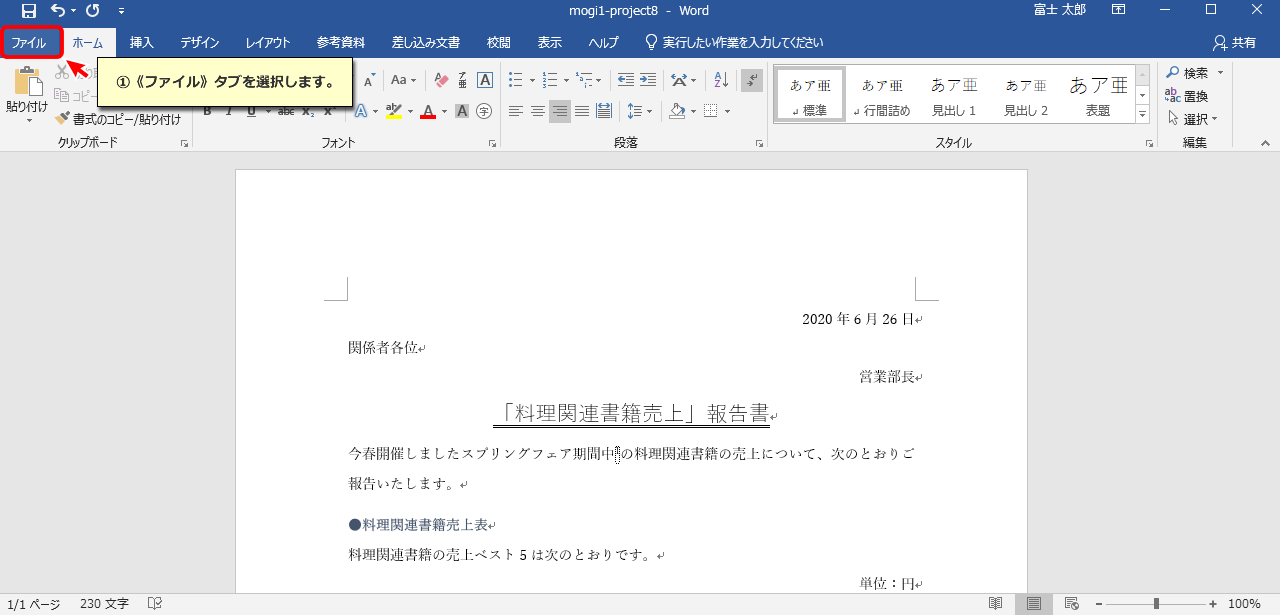 mogi1-project8 - Word
富士 太郎
ファイル ホーム 挿入 デザイン レイアウト 参考資料 差し込み文書 校閲 表示 ヘルプ 実行したい作業を入力してください 共有
①《ファイル》タブを選択します。
貼り付け
コピー
書式のコピー/貼り付け
クリップボード
Aa
B I U abc x x
フォント
段落
あア亜 標準
あア亜 行間詰め
あア亜 見出し 1
あア亜 見出し 2
あア亜 表題
スタイル
検索
置換
選択
編集
2020 年 6 月 26 日
関係者各位
営業部長
「料理関連書籍売上」報告書
今春開催しましたスプリングフェア期間中の料理関連書籍の売上について、次のとおりご
報告いたします。
●料理関連書籍売上表
料理関連書籍の売上ベスト 5 は次のとおりです。
単位：円
1/1 ページ 230 文字 100%